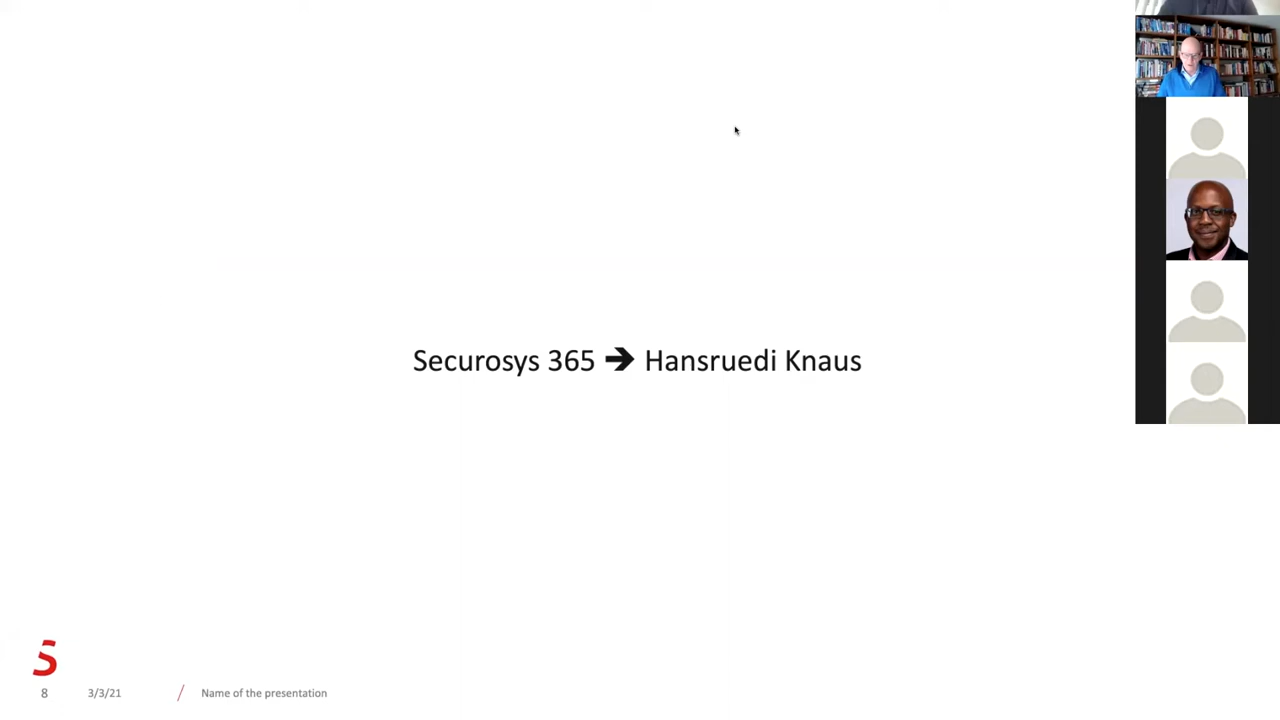 Securosys 365 ➔ Hansruedi Knaus
S
8 3/3/21 / Name of the presentation